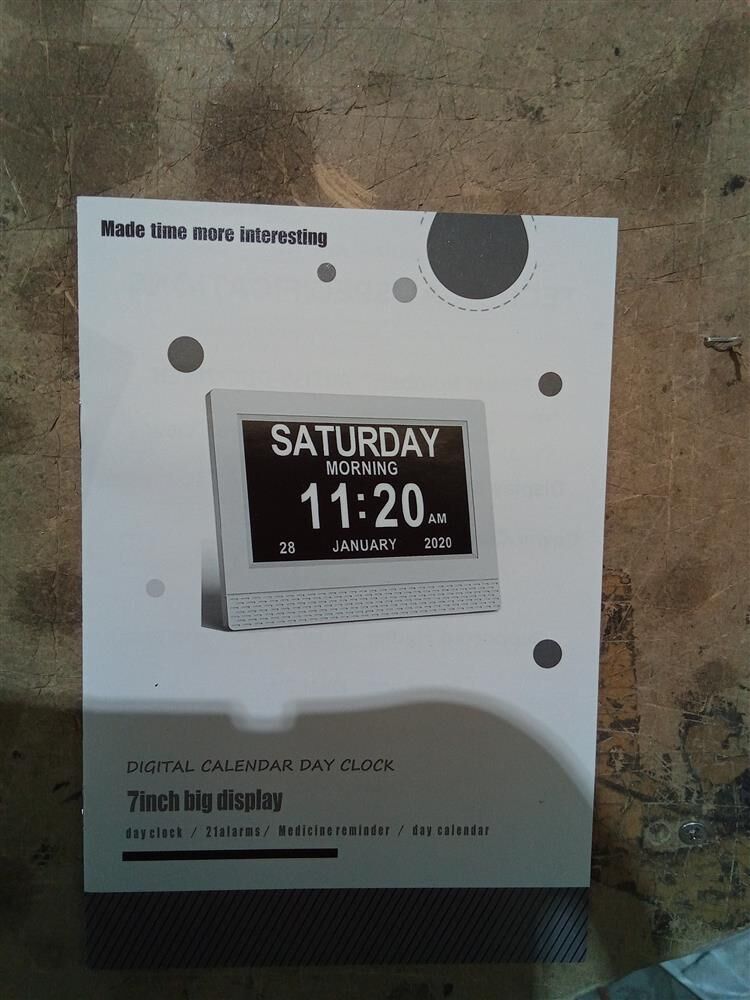 Made time more interesting
SATURDAY
MORNING
11:20 AM
28 JANUARY 2020
DIGITAL CALENDAR DAY CLOCK
7inch big display
day clock / 21alarms / Medicine reminder / day calendar